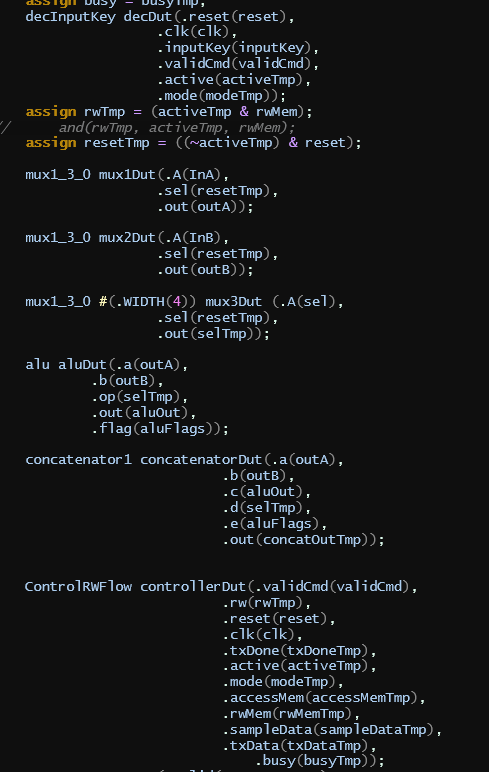 assign busy = busyTmp;
decInputKey decDut(.reset(reset),
.clk(clk),
.inputKey(inputKey),
.validCmd(validCmd),
.active(activeTmp),
.mode(modeTmp));
assign rwTmp = (activeTmp & rwMem);
// and(rwTmp, activeTmp, rwMem);
assign resetTmp = ((~activeTmp) & reset);
mux1_3_0 mux1Dut(.A(InA),
.sel(resetTmp),
.out(outA));
mux1_3_0 mux2Dut(.A(InB),
.sel(resetTmp),
.out(outB));
mux1_3_0 #(.WIDTH(4)) mux3Dut (.A(sel),
.sel(resetTmp),
.out(selTmp));
alu aluDut(.a(outA),
.b(outB),
.op(selTmp),
.out(aluOut),
.flag(aluFlags));
concatenator1 concatenatorDut(.a(outA),
.b(outB),
.c(aluOut),
.d(selTmp),
.e(aluFlags),
.out(concatOutTmp));
ControlRWFlow controllerDut(.validCmd(validCmd),
.rw(rwTmp),
.reset(reset),
.clk(clk),
.txDone(txDoneTmp),
.active(activeTmp),
.mode(modeTmp),
.accessMem(accessMemTmp),
.rwMem(rwMemTmp),
.sampleData(sampleDataTmp),
.txData(txDataTmp),
.busy(busyTmp));